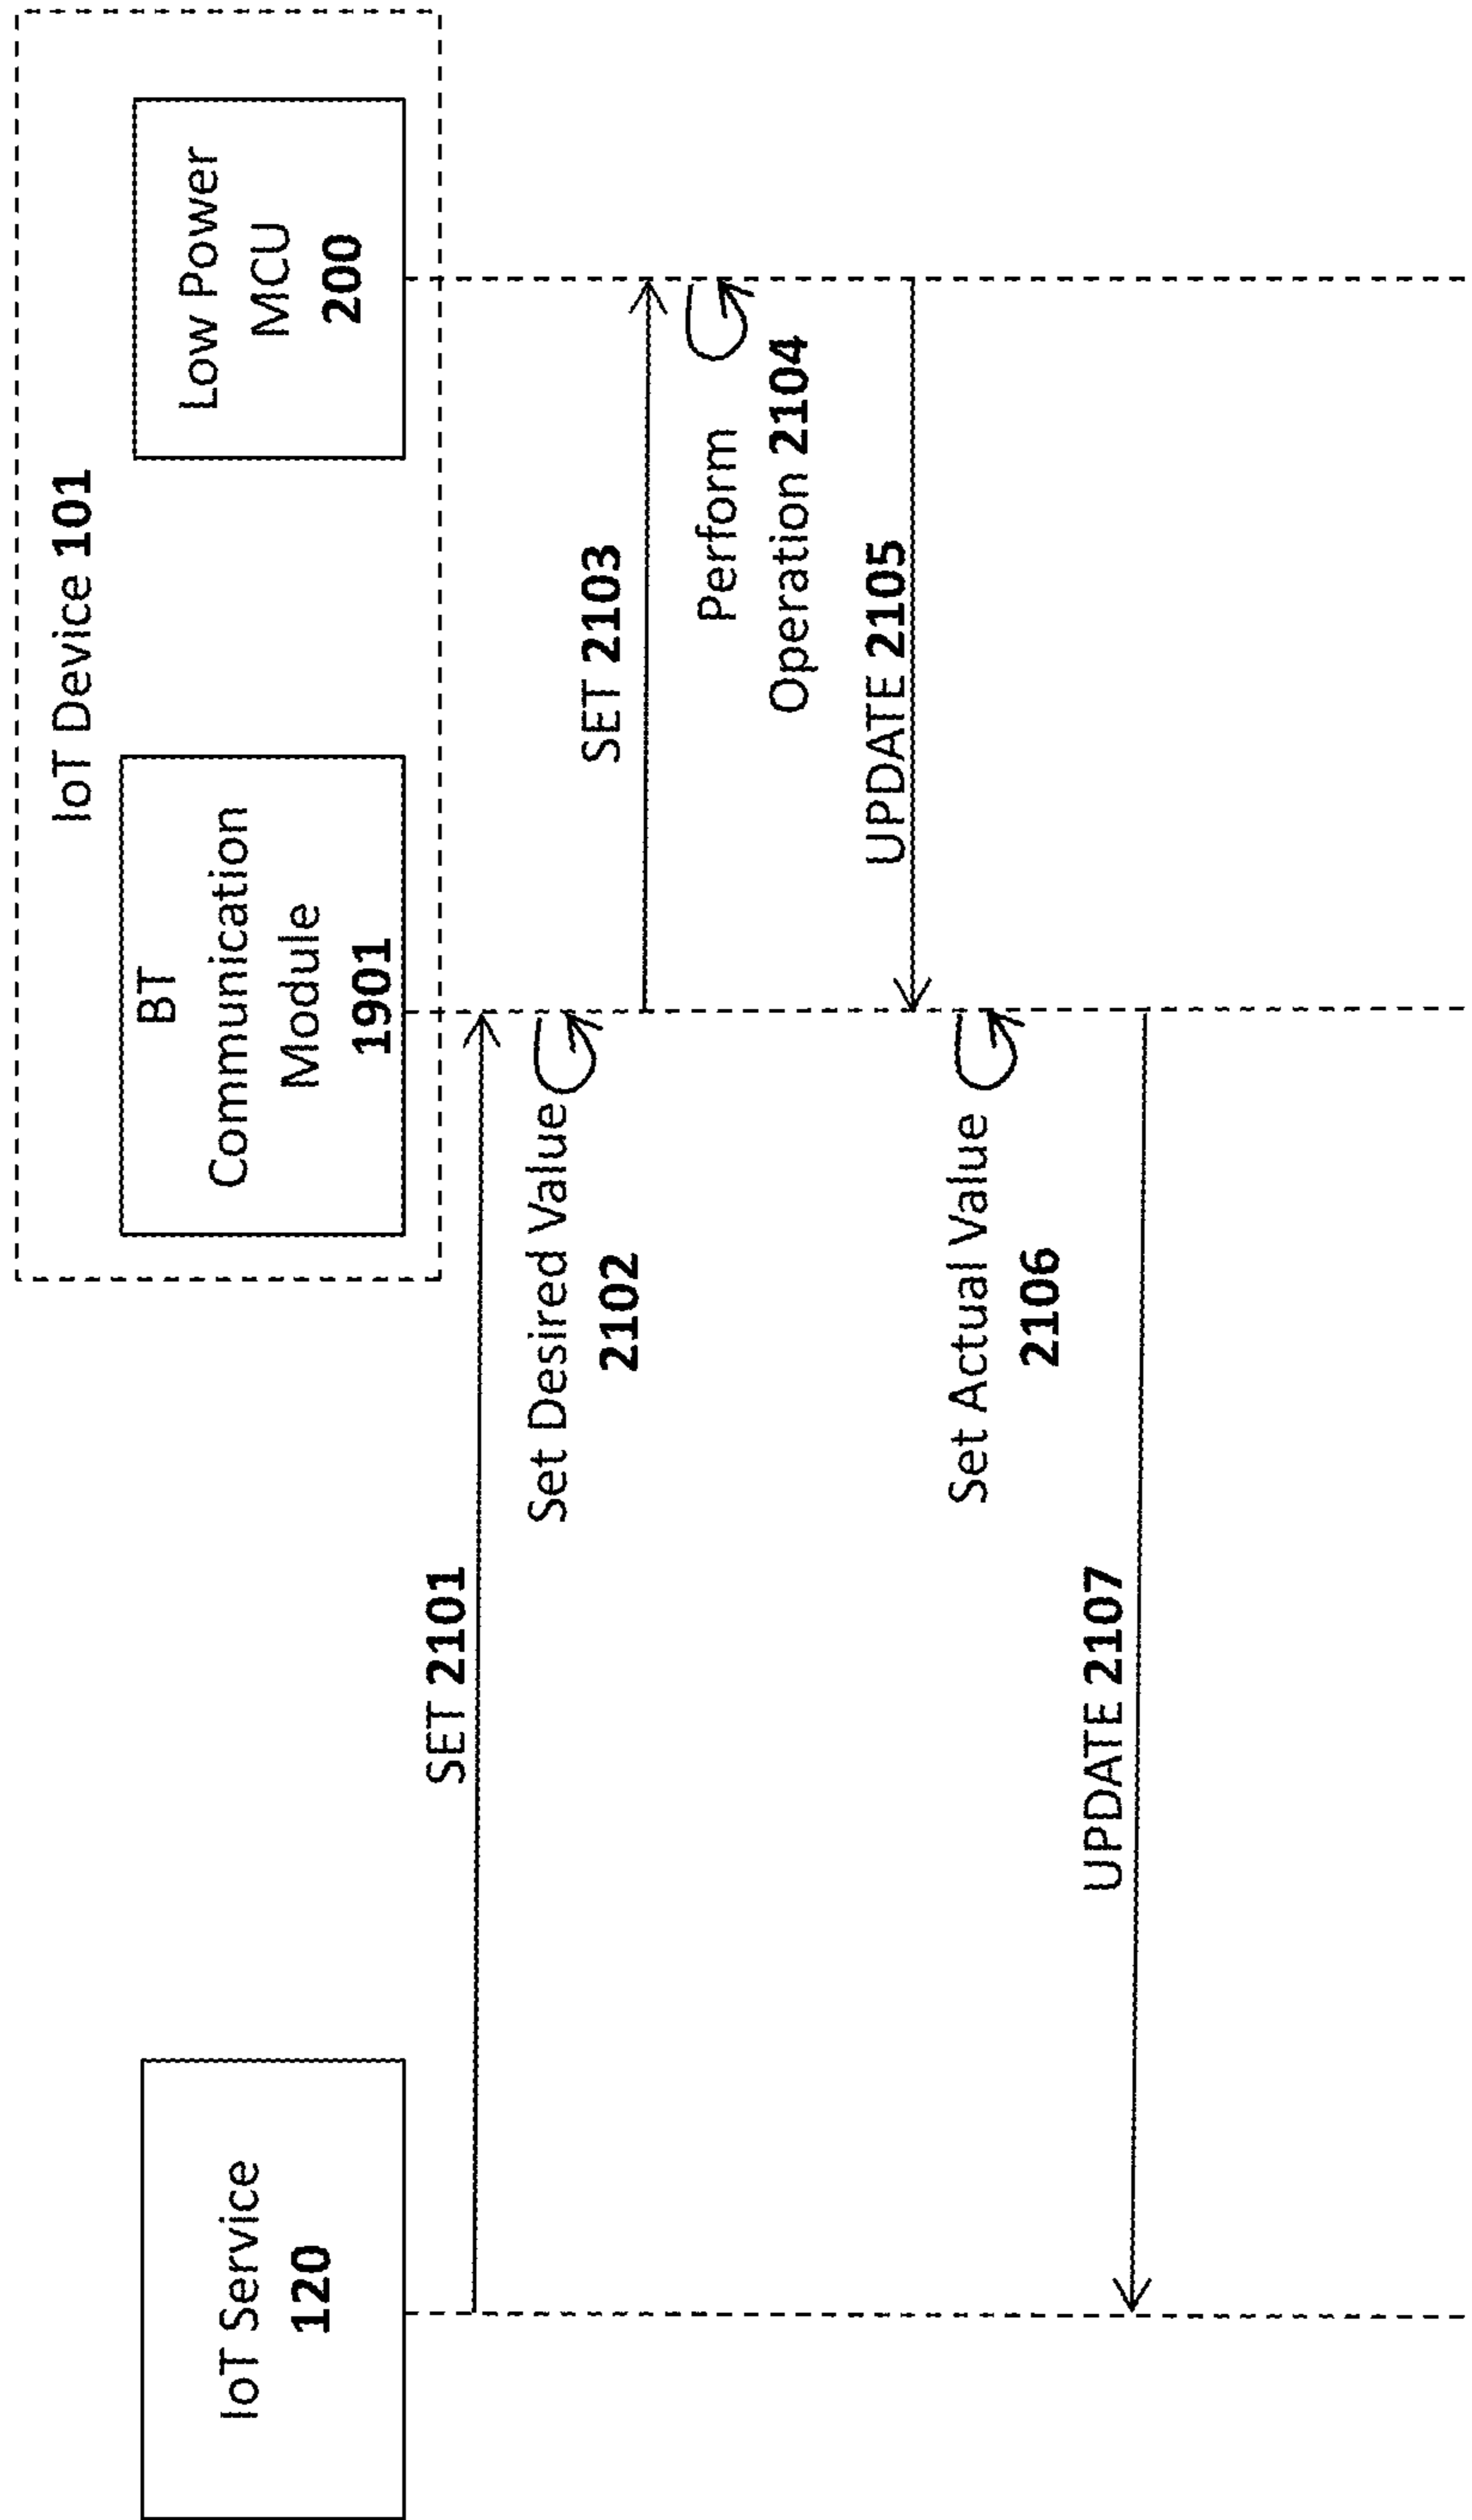 IoT Device 101
IoT Service
120
BT
Communication
Module
1901
Low Power
MCU
200
SET 2101
Set Desired Value
2102
SET 2103
Perform
Operation 2104
UPDATE 2105
Set Actual Value
2106
UPDATE 2107